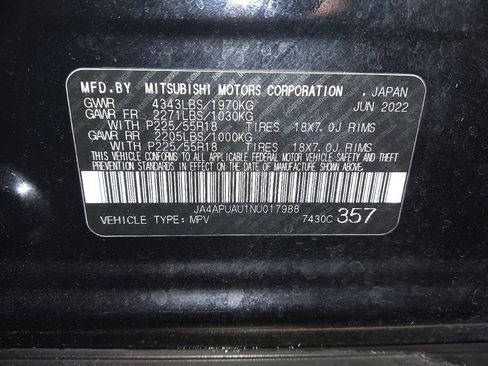 MFD.BY MITSUBISHI MOTORS CORPORATION . JAPAN
GVWR 4343LBS/1970KG JUN 2022
GAWR FR 2271LBS/1030KG
WITH P225/55R18 TIRES 18X7.0J RIMS
GAWR RR 2205LBS/1000KG
WITH P225/55R18 TIRES 18X7.0J RIMS
THIS VEHICLE CONFORMS TO ALL APPLICABLE FEDERAL MOTOR VEHICLE SAFETY BUMPER, AND THEFT
PREVENTION STANDARDS IN EFFECT ON THE DATE OF MANUFACTURE SHOWN ABOVE.
JA4APUAU1NU017988
VEHICLE TYPE: MPV 7430C 357